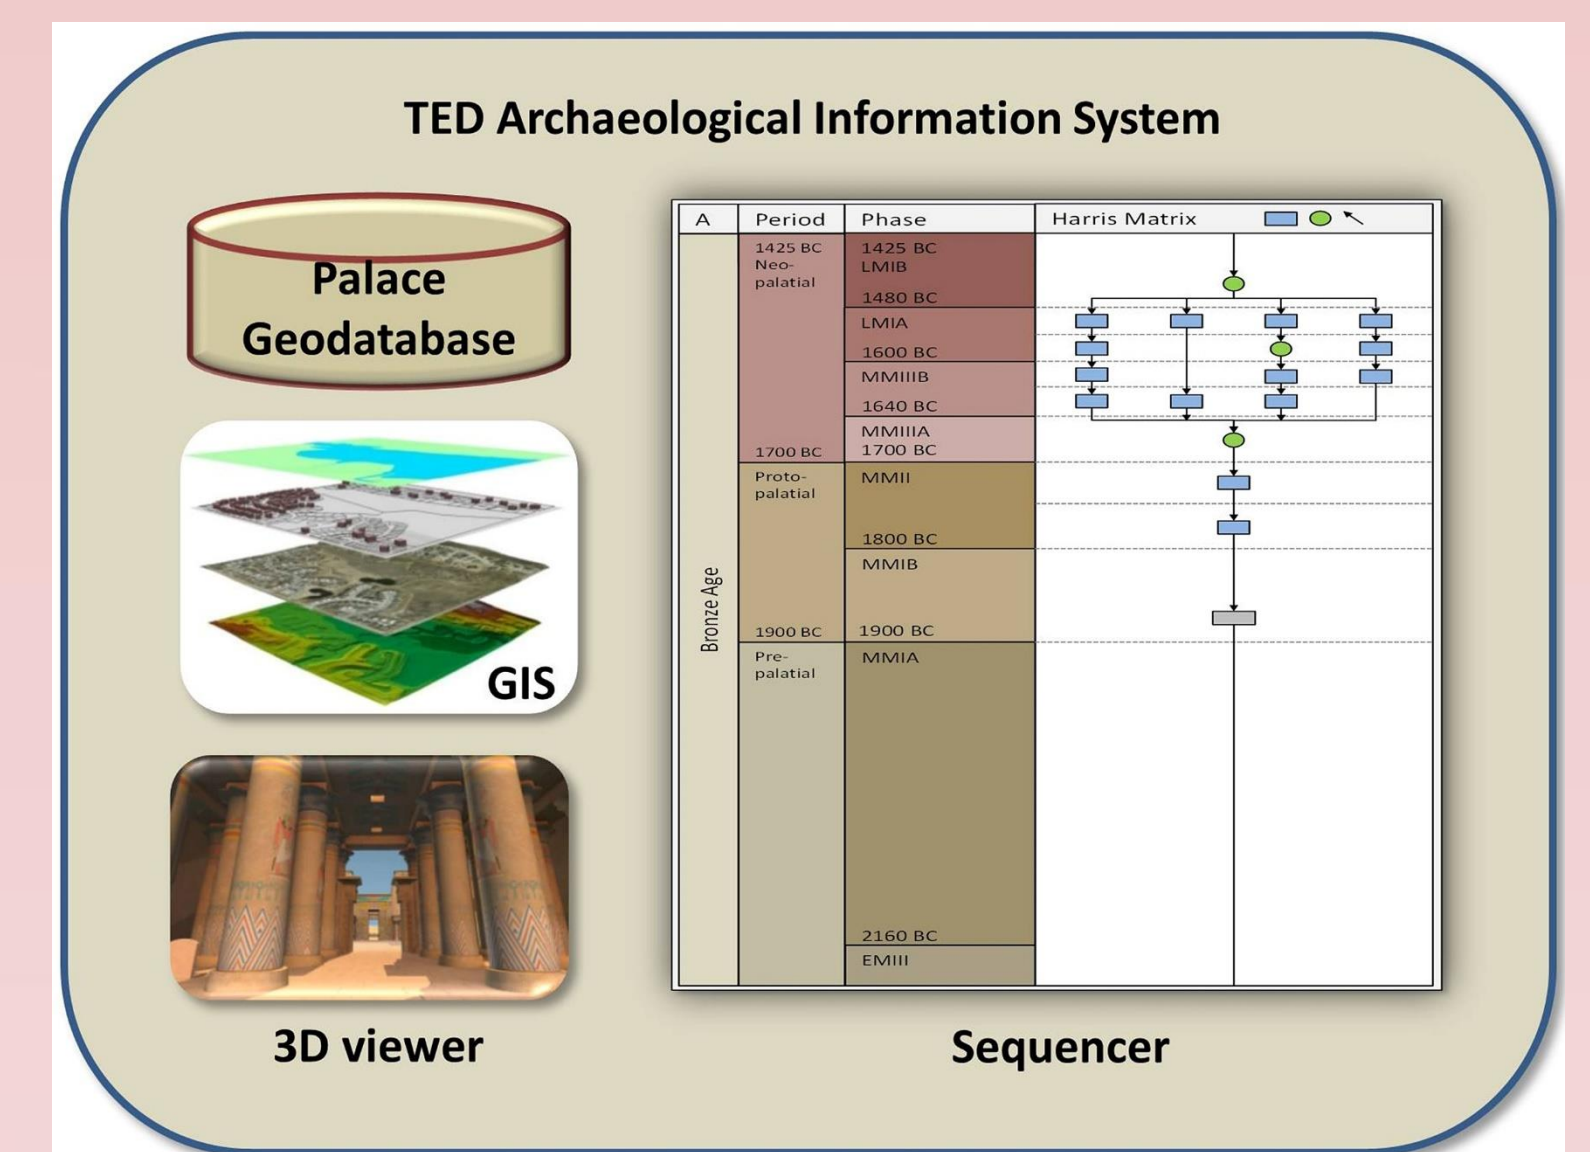 TED Archaeological Information System
Palace
Geodatabase
GIS
3D viewer
A Period Phase Harris Matrix
Bronze Age
1425 BC
Neo-
palatial
1700 BC
Proto-
palatial
1900 BC
Pre-
palatial
1425 BC
LMIB
1480 BC
LMIA
1600 BC
MMIIIB
1640 BC
MMIIIA
1700 BC
MMII
1800 BC
MMIB
1900 BC
MMIA
2160 BC
EMIII
Sequencer